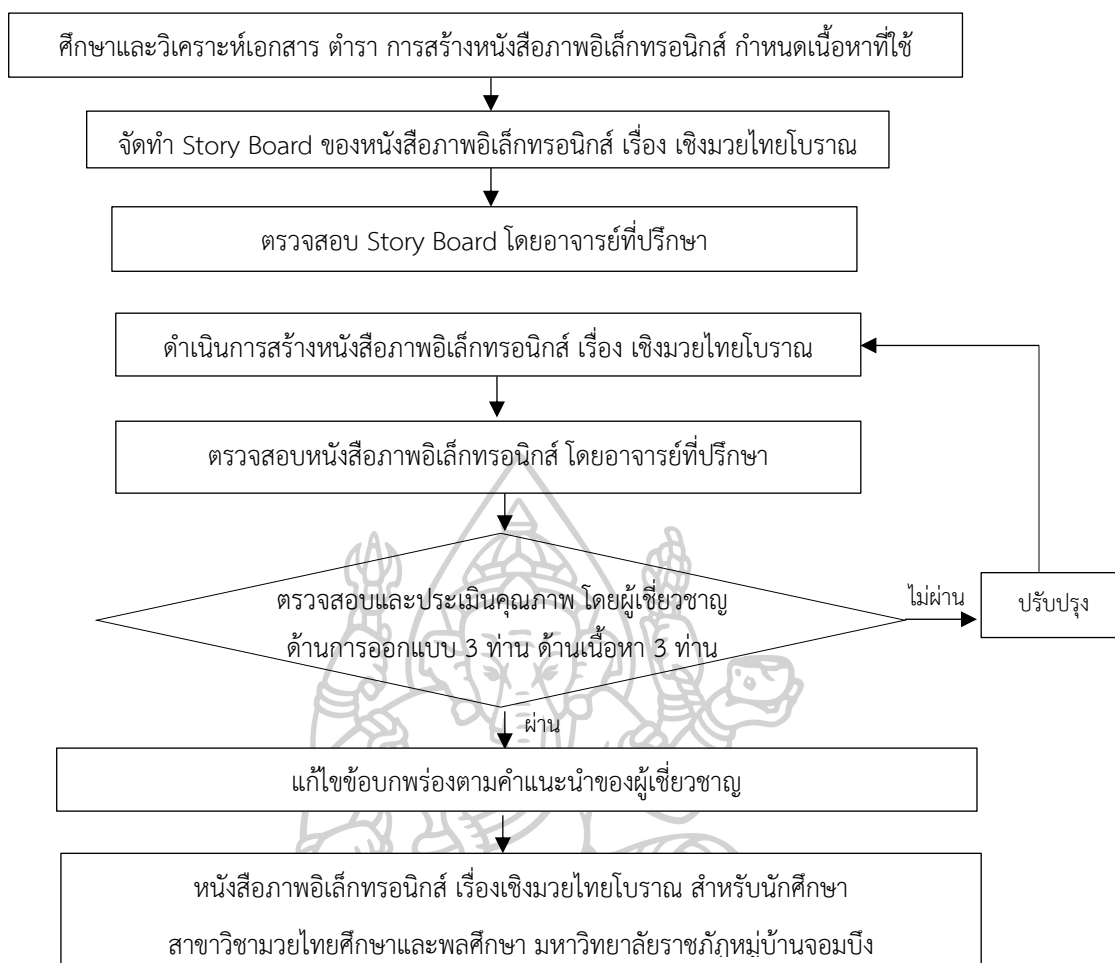 ศึกษาและวิเคราะห์เอกสาร ตำรา การสร้างหนังสือภาพอิเล็กทรอนิกส์ กำหนดเนื้อหาที่ใช้
จัดทำ Story Board ของหนังสือภาพอิเล็กทรอนิกส์ เรื่อง เชิงมวยไทยโบราณ
ตรวจสอบ Story Board โดยอาจารย์ที่ปรึกษา
ดำเนินการสร้างหนังสือภาพอิเล็กทรอนิกส์ เรื่อง เชิงมวยไทยโบราณ
ตรวจสอบหนังสือภาพอิเล็กทรอนิกส์ โดยอาจารย์ที่ปรึกษา
ตรวจสอบและประเมินคุณภาพ โดยผู้เชี่ยวชาญ
ด้านการออกแบบ 3 ท่าน ด้านเนื้อหา 3 ท่าน
ไม่ผ่าน
ปรับปรุง
ผ่าน
แก้ไขข้อบกพร่องตามคำแนะนำของผู้เชี่ยวชาญ
หนังสือภาพอิเล็กทรอนิกส์ เรื่องเชิงมวยไทยโบราณ สำหรับนักศึกษา
สาขาวิชามวยไทยศึกษาและพลศึกษา มหาวิทยาลัยราชภัฏหมู่บ้านจอมบึง